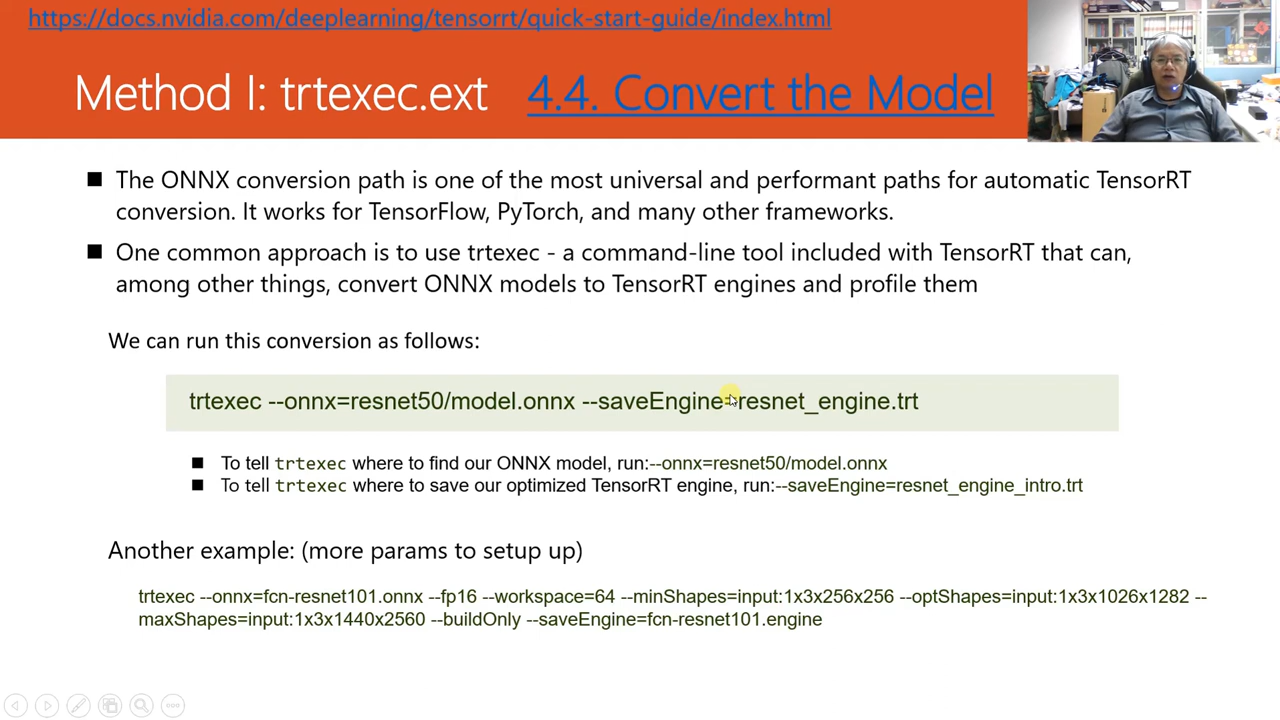 https://docs.nvidia.com/deeplearning/tensorrt/quick-start-guide/index.html
Method I: trtexec.ext 4.4. Convert the Model
The ONNX conversion path is one of the most universal and performant paths for automatic TensorRT
conversion. It works for TensorFlow, PyTorch, and many other frameworks.
One common approach is to use trtexec - a command-line tool included with TensorRT that can,
among other things, convert ONNX models to TensorRT engines and profile them
We can run this conversion as follows:
trtexec --onnx=resnet50/model.onnx --saveEngine=resnet_engine.trt
To tell trtexec where to find our ONNX model, run:--onnx=resnet50/model.onnx
To tell trtexec where to save our optimized TensorRT engine, run:--saveEngine=resnet_engine_intro.trt
Another example: (more params to setup up)
trtexec --onnx=fcn-resnet101.onnx --fp16 --workspace=64 --minShapes=input:1x3x256x256 --optShapes=input:1x3x1026x1282 --
maxShapes=input:1x3x1440x2560 --buildOnly --saveEngine=fcn-resnet101.engine